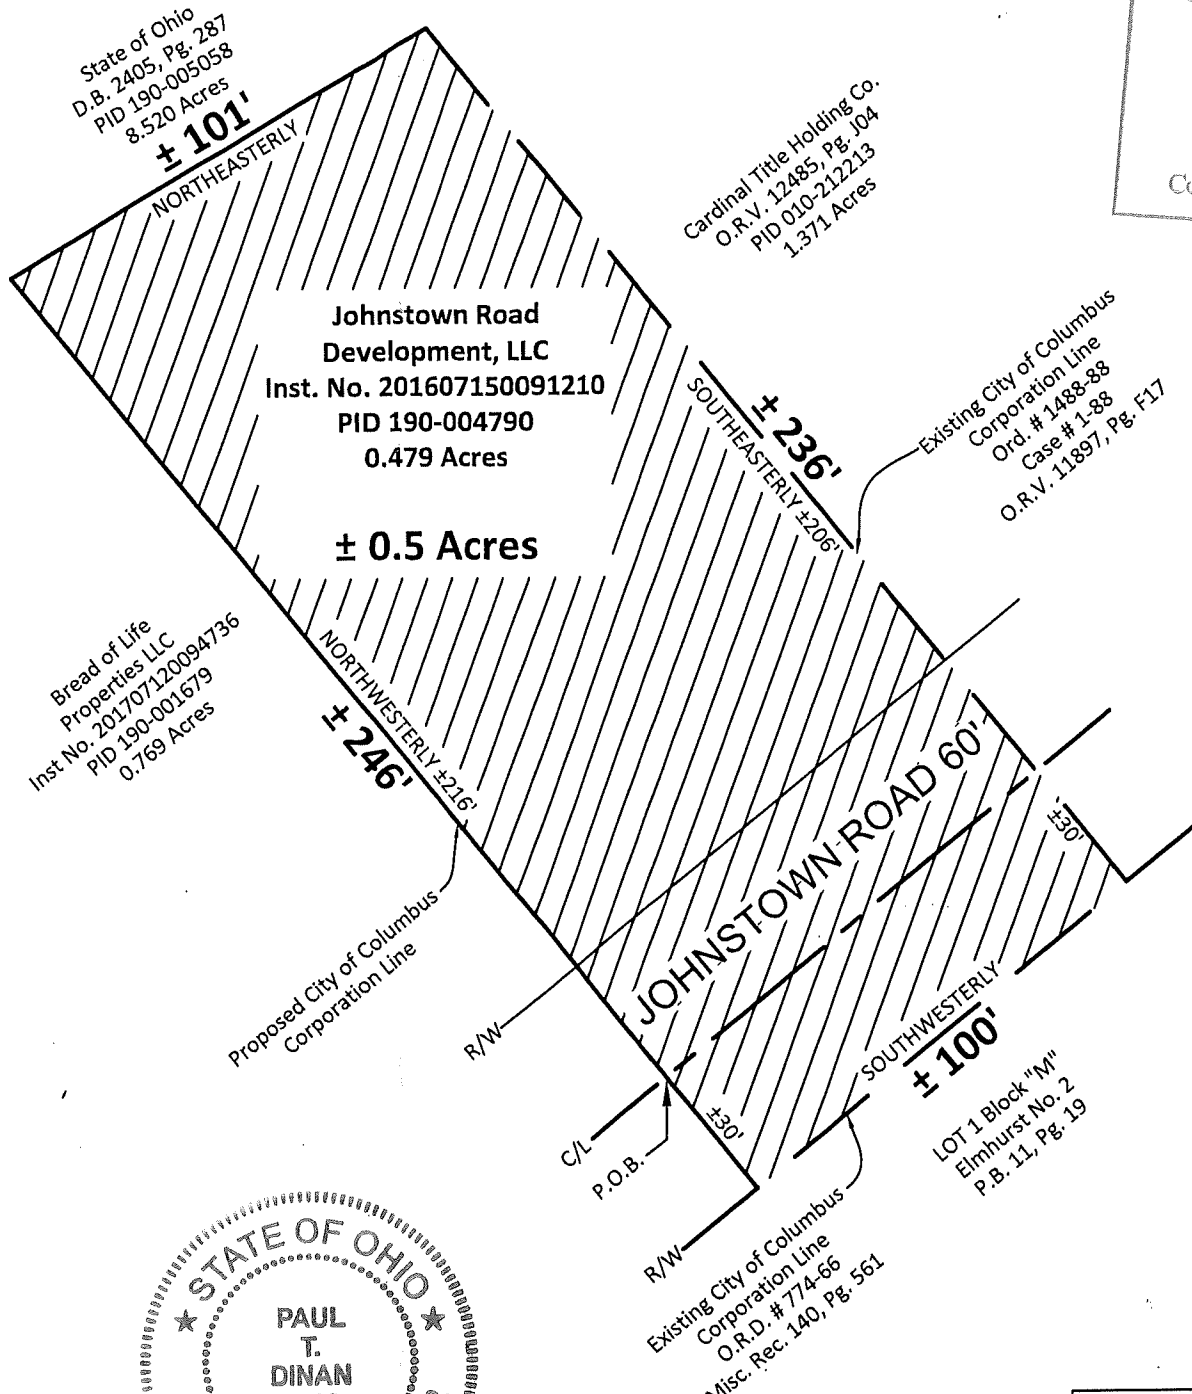 State of Ohio
D.B. 2405, Pg. 287
PID 190-005058
8.520 Acres
± 101'
NORTHEASTERLY
Cardinal Title Holding Co.
O.R.V. 12485, Pg. J04
PID 010-212213
1.371 Acres
Co
Johnstown Road
Development, LLC
Inst. No. 201607150091210
PID 190-004790
0.479 Acres
± 0.5 Acres
± 236'
SOUTHEASTERLY ±206'
Existing City of Columbus
Corporation Line
Ord. # 1488-88
Case # 1-88
O.R.V. 11897, Pg. F17
Bread of Life
Properties LLC
Inst No. 201707120094736
PID 190-001679
0.769 Acres
NORTHWESTERLY ±216'
± 246'
Proposed City of Columbus
Corporation Line
R/W
JOHNSTOWN ROAD 60'
±30'
SOUTHWESTERLY
± 100'
LOT 1 Block "M"
Elmhurst No. 2
P.B. 11, Pg. 19
C/L
P.O.B.
±30'
R/W
Existing City of Columbus
Corporation Line
O.R.D. # 774-66
Misc. Rec. 140, Pg. 561
STATE OF OHIO
PAUL
T.
DINAN